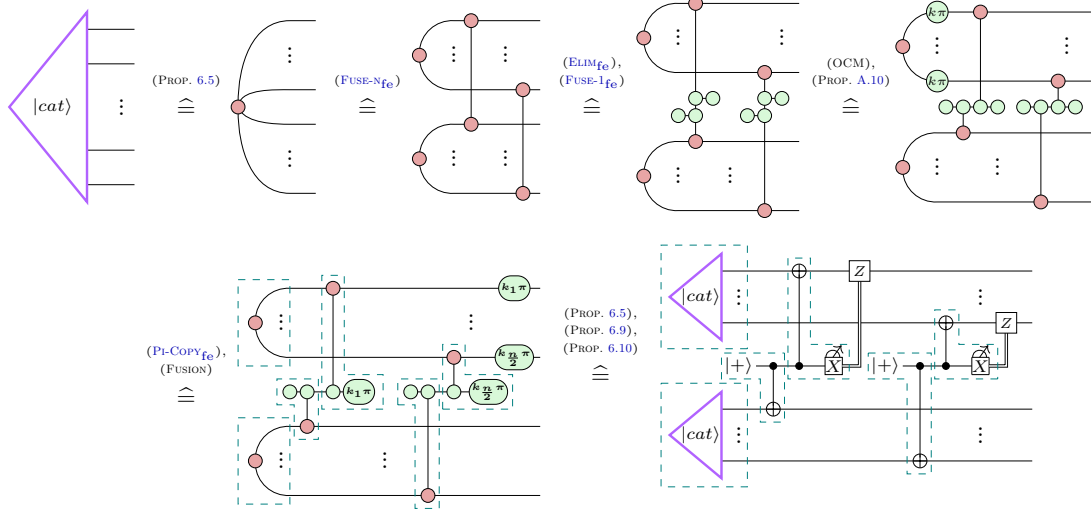 |cat⟩
⋮
(PROP. 6.5)
≙
⋮
⋮
(FUSE-N_fe)
≙
⋮ ⋮
⋮ ⋮
(ELIM_fe),
(FUSE-1_fe)
≙
⋮
⋮ ⋮
(OCM),
(PROP. A.10)
≙
kπ
⋮ ⋮
kπ
⋮ ⋮
(PI-COPY_fe),
(FUSION)
≙
k₁π
⋮ ⋮
k_{n/2}π
k₁π k_{n/2}π
⋮ ⋮
(PROP. 6.5),
(PROP. 6.9)
(PROP. 6.10)
≙
Z
|cat⟩ ⋮ ⋮
Z
|+⟩ X |+⟩ X
|cat⟩ ⋮ ⋮